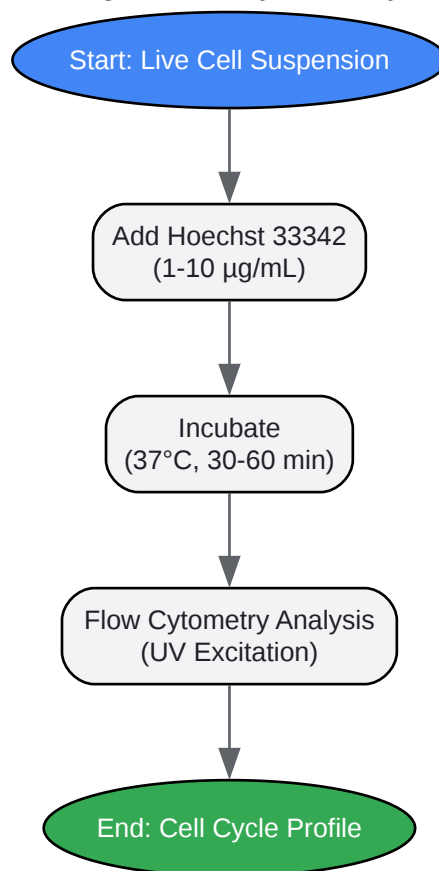 Start: Live Cell Suspension
Add Hoechst 33342
(1-10 µg/mL)
Incubate
(37°C, 30-60 min)
Flow Cytometry Analysis
(UV Excitation)
End: Cell Cycle Profile